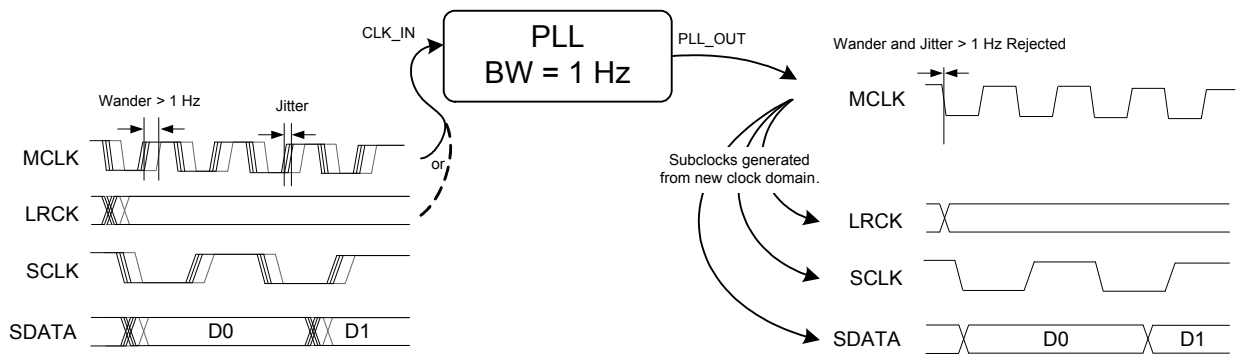 CLK_IN
PLL
BW = 1 Hz
PLL_OUT
Wander > 1 Hz
Jitter
MCLK
or
LRCK
SCLK
SDATA
D0
D1
Wander and Jitter > 1 Hz Rejected
MCLK
Subclocks generated
from new clock domain.
LRCK
SCLK
SDATA
D0
D1